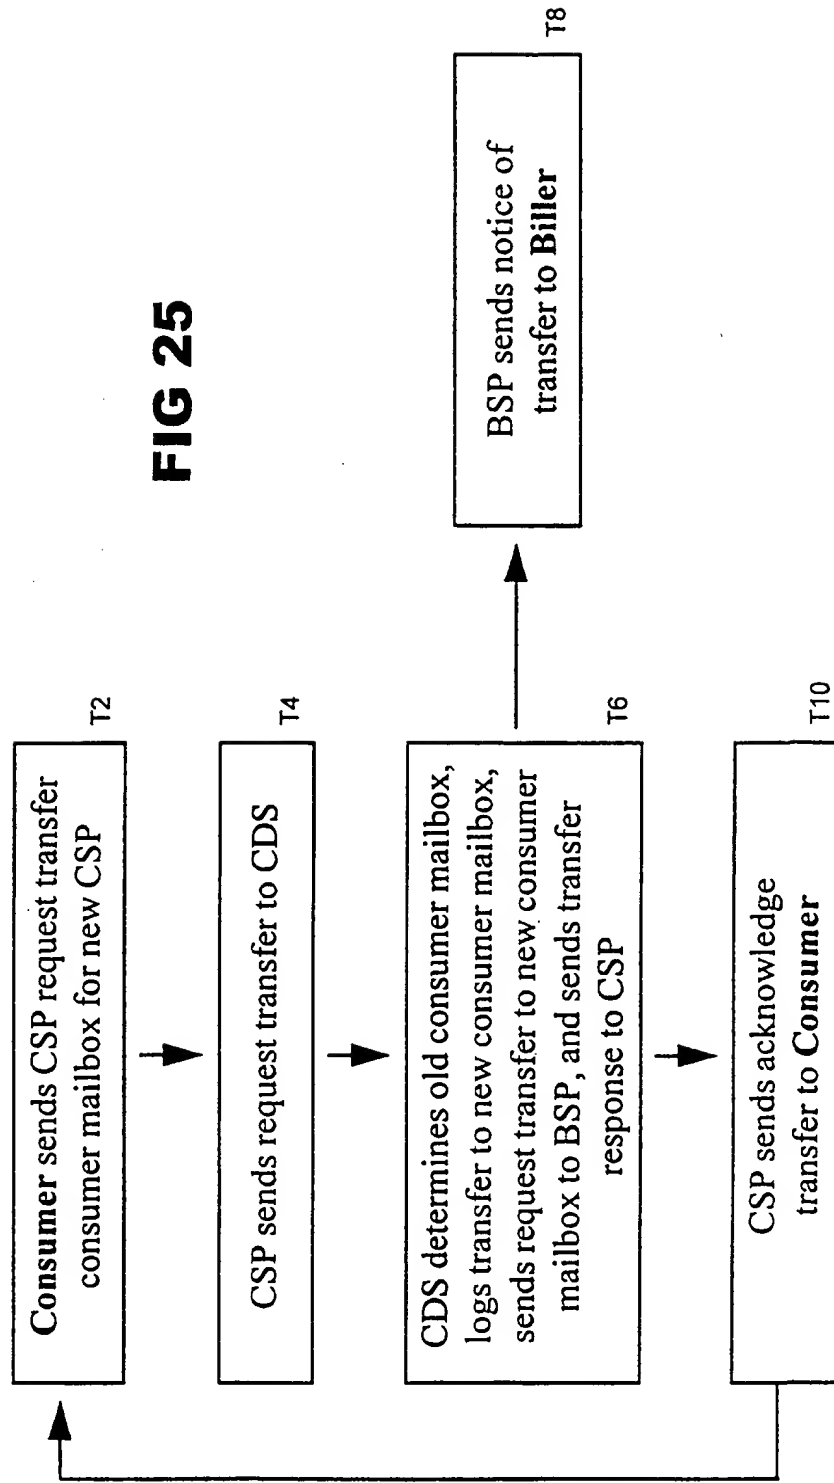 FIG 25
Consumer sends CSP request transfer
consumer mailbox for new CSP
T2
CSP sends request transfer to CDS
T4
CDS determines old consumer mailbox,
logs transfer to new consumer mailbox,
sends request transfer to new consumer
mailbox to BSP, and sends transfer
response to CSP
T6
BSP sends notice of
transfer to Biller
T8
CSP sends acknowledge
transfer to Consumer
T10